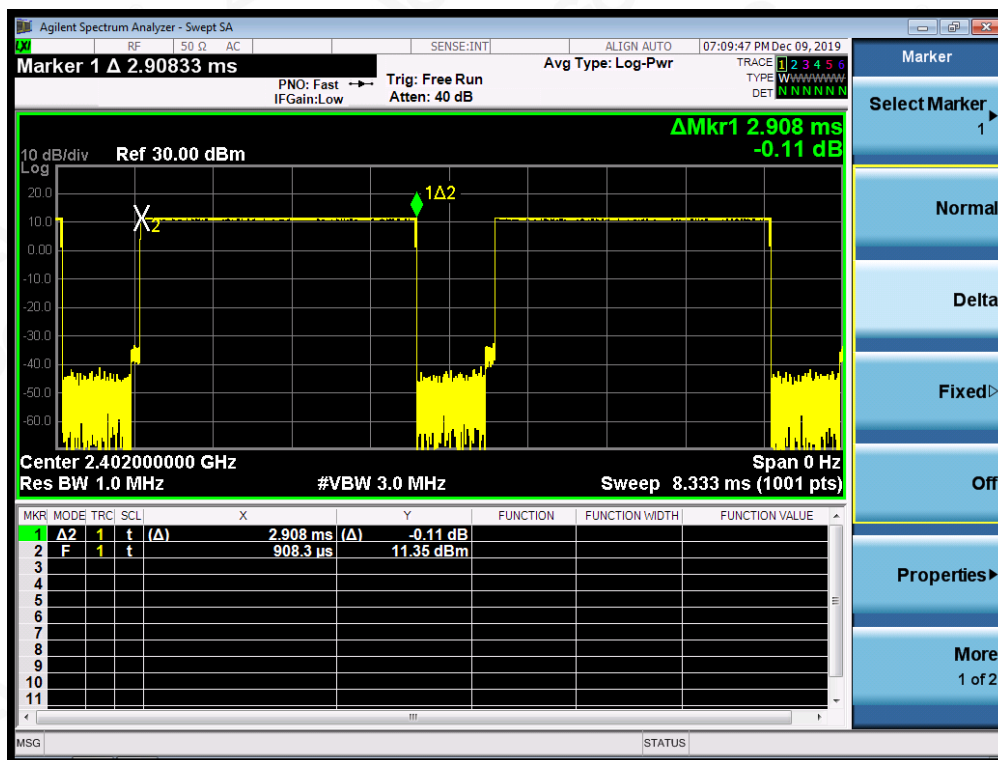 Agilent Spectrum Analyzer - Swept SA
LXI RF 50 Ω AC SENSE:INT ALIGN AUTO 07:09:47 PM Dec 09, 2019
Marker 1 Δ 2.90833 ms
PNO: Fast
IFGain:Low
Trig: Free Run
Atten: 40 dB
Avg Type: Log-Pwr
TRACE 1 2 3 4 5 6
TYPE WWWWWW
DET N N N N N N
ΔMkr1 2.908 ms
-0.11 dB
10 dB/div Ref 30.00 dBm
Log
20.0
10.0
0.00
-10.0
-20.0
-30.0
-40.0
-50.0
-60.0
1Δ2
2
Center 2.402000000 GHz Span 0 Hz
Res BW 1.0 MHz #VBW 3.0 MHz Sweep 8.333 ms (1001 pts)
MKR MODE TRC SCL X Y FUNCTION FUNCTION WIDTH FUNCTION VALUE
1 Δ2 1 t (Δ) 2.908 ms (Δ) -0.11 dB
2 F 1 t 908.3 µs 11.35 dBm
3
4
5
6
7
8
9
10
11
MSG STATUS
Marker
Select Marker
1
Normal
Delta
Fixed
Off
Properties
More
1 of 2